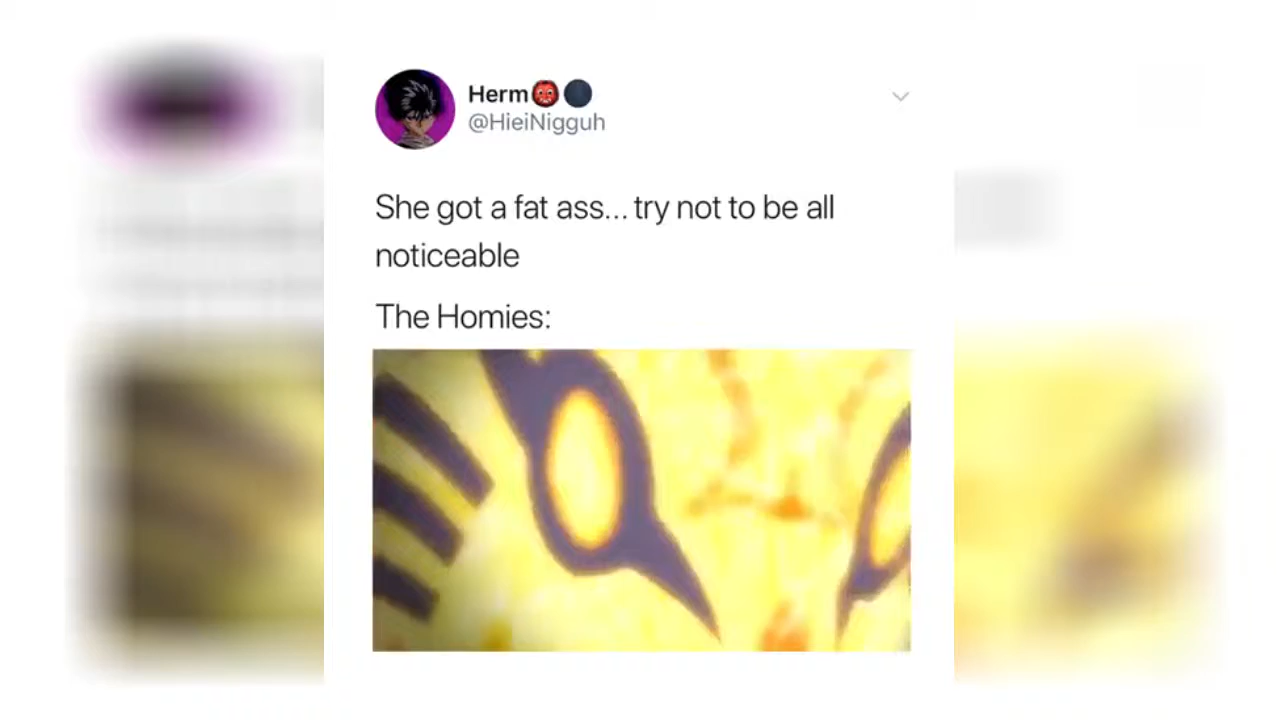 Herm👹🌑
@HieiNigguh
She got a fat ass... try not to be all
noticeable
The Homies: